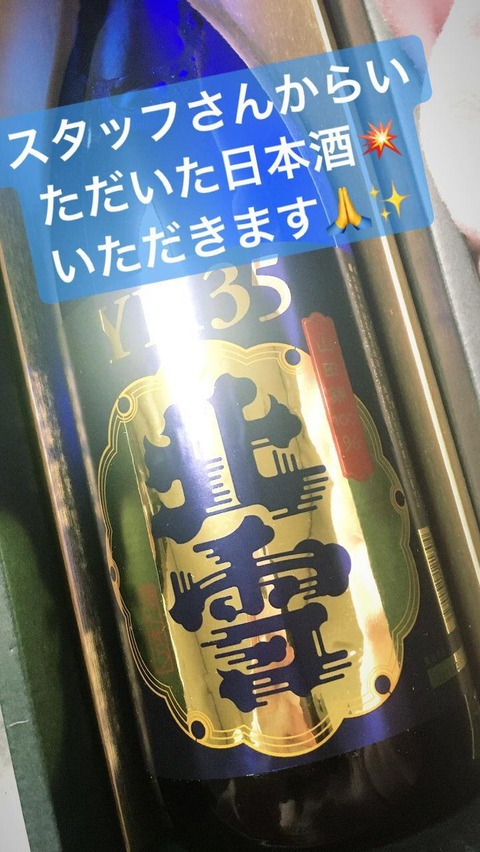 スタッフさんからい
ただいた日本酒💥
いただきます🙏✨
YK35
北雪